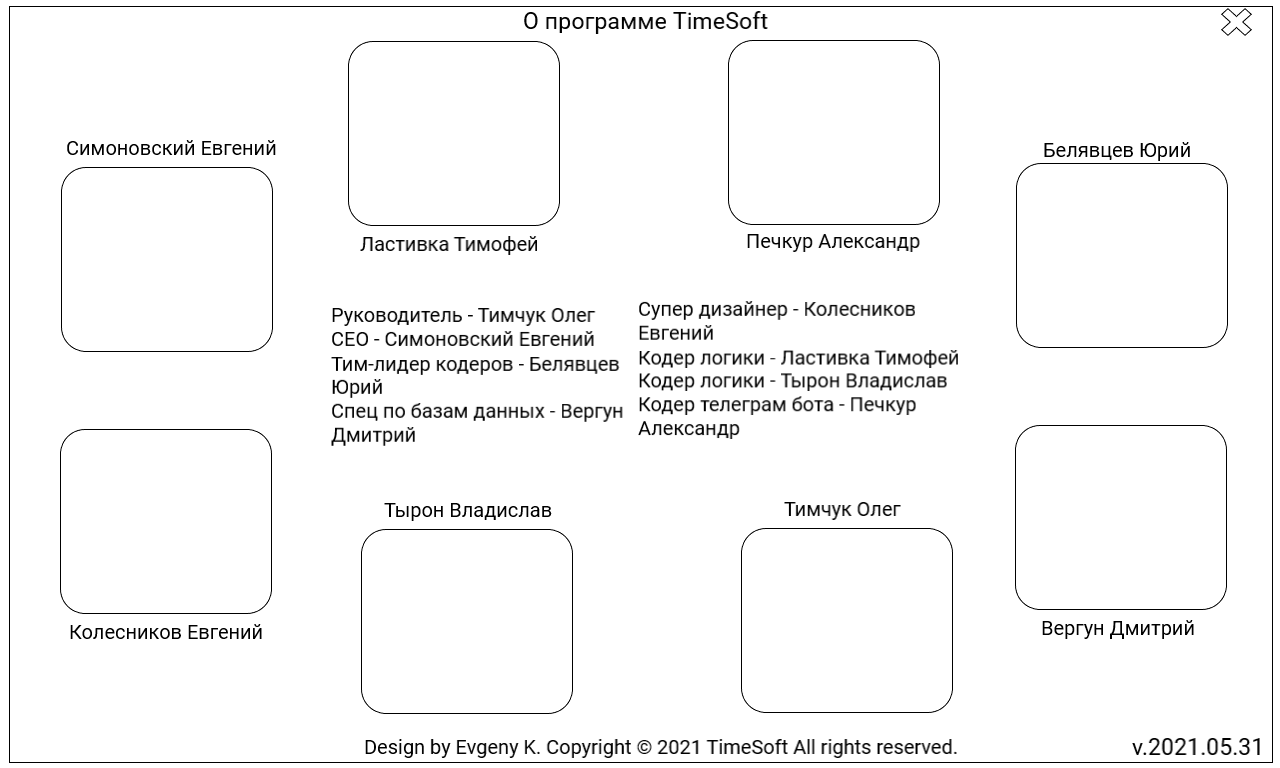 О программе TimeSoft
Симоновский Евгений
Ластивка Тимофей
Печкур Александр
Белявцев Юрий
Руководитель - Тимчук Олег
CEO - Симоновский Евгений
Тим-лидер кодеров - Белявцев
Юрий
Спец по базам данных - Вергун
Дмитрий
Супер дизайнер - Колесников
Евгений
Кодер логики - Ластивка Тимофей
Кодер логики - Тырон Владислав
Кодер телеграм бота - Печкур
Александр
Колесников Евгений
Тырон Владислав
Тимчук Олег
Вергун Дмитрий
Design by Evgeny K. Copyright © 2021 TimeSoft All rights reserved.
v.2021.05.31